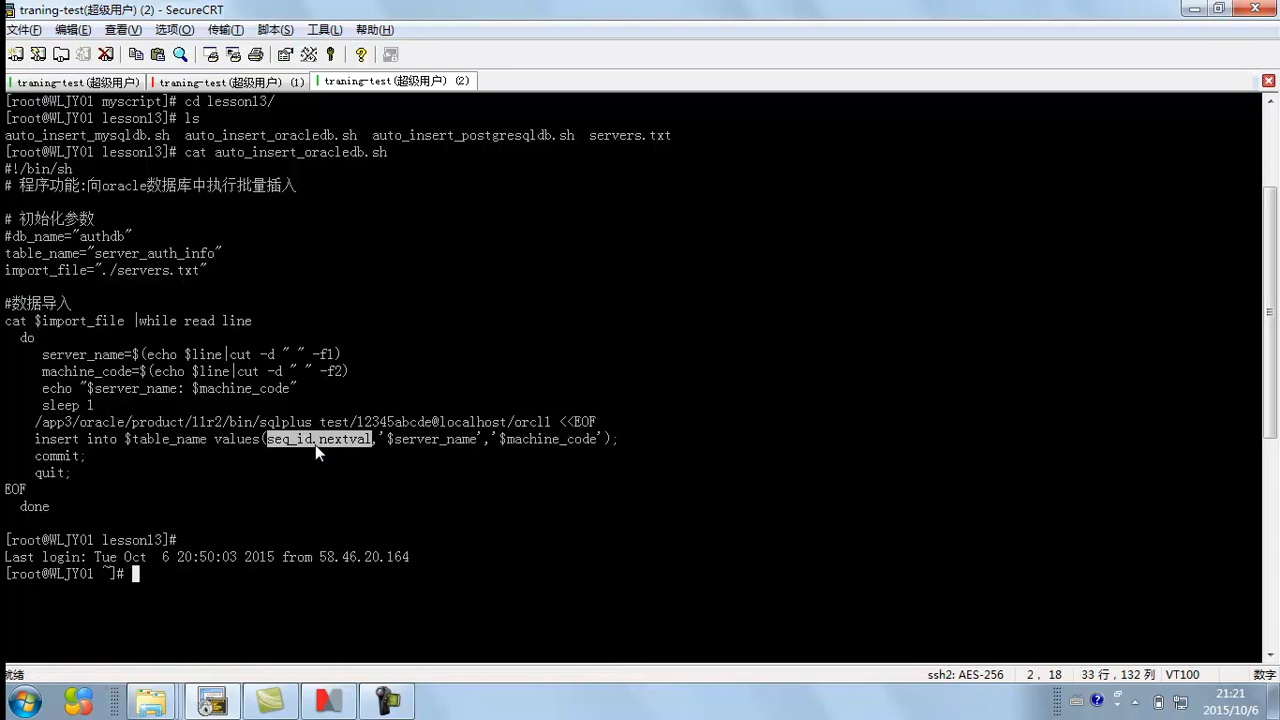 traning-test(超级用户) (2) - SecureCRT
文件(F) 编辑(E) 查看(V) 选项(O) 传输(T) 脚本(S) 工具(L) 帮助(H)
traning-test(超级用户) traning-test(超级用户) (1) traning-test(超级用户) (2)
[root@WLJY01 myscript]# cd lesson13/
[root@WLJY01 lesson13]# ls
auto_insert_mysqldb.sh auto_insert_oracledb.sh auto_insert_postgresqldb.sh servers.txt
[root@WLJY01 lesson13]# cat auto_insert_oracledb.sh
#!/bin/sh
# 程序功能:向oracle数据库中执行批量插入
# 初始化参数
#db_name="authdb"
table_name="server_auth_info"
import_file="./servers.txt"
#数据导入
cat $import_file |while read line
do
server_name=$(echo $line|cut -d " " -f1)
machine_code=$(echo $line|cut -d " " -f2)
echo "$server_name: $machine_code"
sleep 1
/app3/oracle/product/11r2/bin/sqlplus test/12345abcde@localhost/orcl1 <<EOF
insert into $table_name values(seq_id.nextval,'$server_name','$machine_code');
commit;
quit;
EOF
done
[root@WLJY01 lesson13]#
Last login: Tue Oct  6 20:50:03 2015 from 58.46.20.164
[root@WLJY01 ~]#
就绪 ssh2: AES-256 2, 18 33 行, 132 列 VT100 数字
21:21
2015/10/6